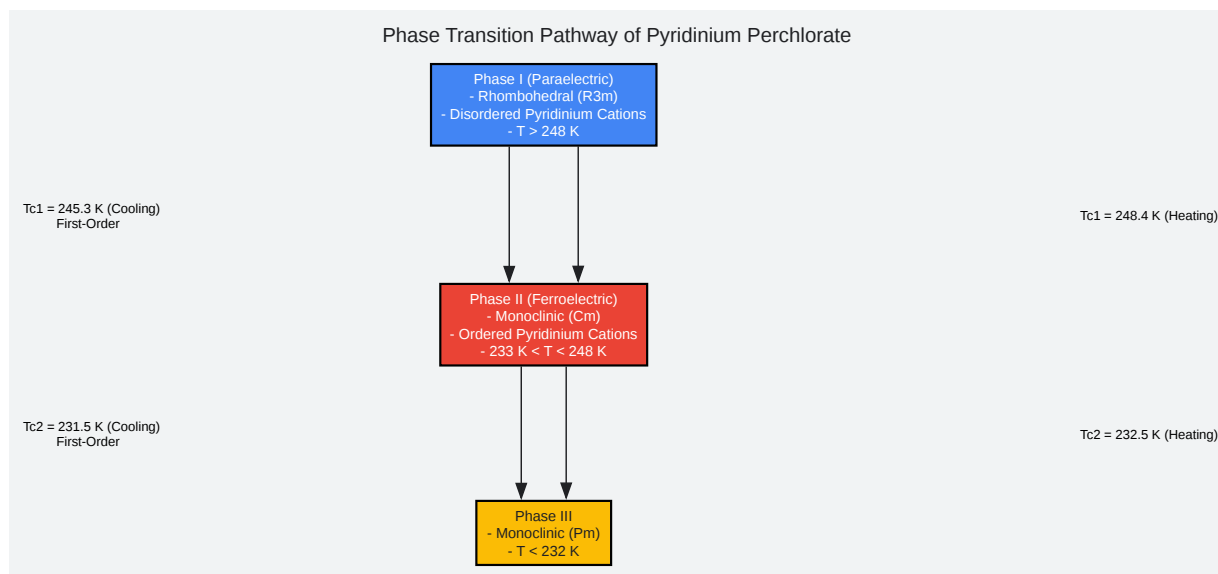 Phase Transition Pathway of Pyridinium Perchlorate
Phase I (Paraelectric)
- Rhombohedral (R3m)
- Disordered Pyridinium Cations
- T > 248 K
Tc1 = 245.3 K (Cooling)
First-Order
Tc1 = 248.4 K (Heating)
Phase II (Ferroelectric)
- Monoclinic (Cm)
- Ordered Pyridinium Cations
- 233 K < T < 248 K
Tc2 = 231.5 K (Cooling)
First-Order
Tc2 = 232.5 K (Heating)
Phase III
- Monoclinic (Pm)
- T < 232 K